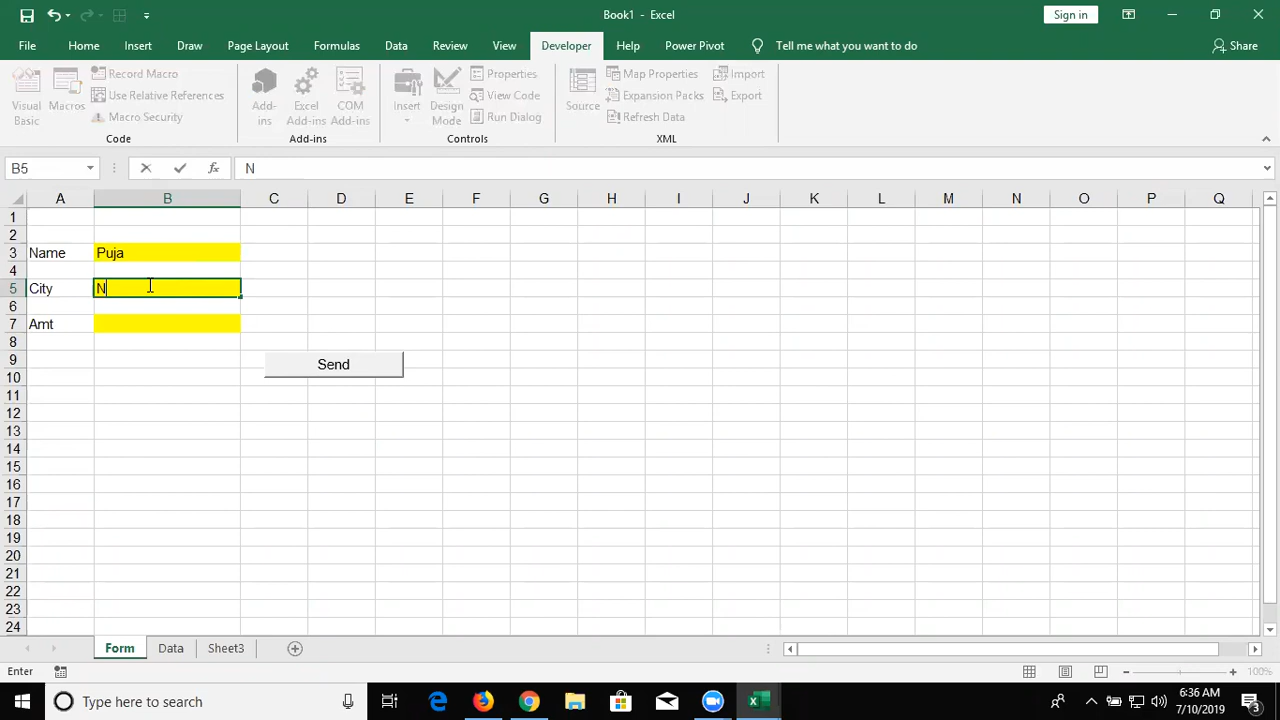 Book1 - Excel
Sign in
File Home Insert Draw Page Layout Formulas Data Review View Developer Help Power Pivot Tell me what you want to do Share
Visual Basic
Macros
Record Macro
Use Relative References
Macro Security
Code
Add-ins
Excel Add-ins
COM Add-ins
Add-ins
Insert
Design Mode
Properties
View Code
Run Dialog
Controls
Source
Map Properties
Expansion Packs
Refresh Data
Import
Export
XML
B5 fx N
A B C D E F G H I J K L M N O P Q
1
2
3 Name Puja
4
5 City N
6
7 Amt
8
9 Send
10
11
12
13
14
15
16
17
18
19
20
21
22
23
24
Form Data Sheet3
Enter 100%
Type here to search
6:36 AM
7/10/2019
3